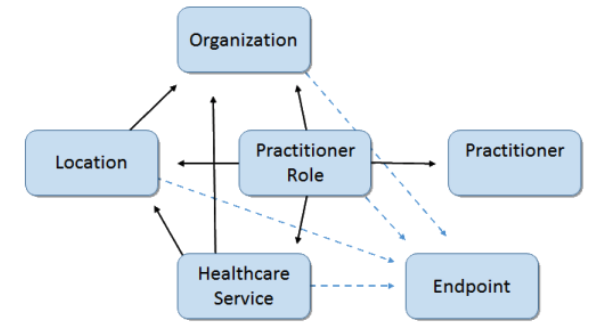 Organization
Location
Practitioner
Role
Practitioner
Healthcare
Service
Endpoint